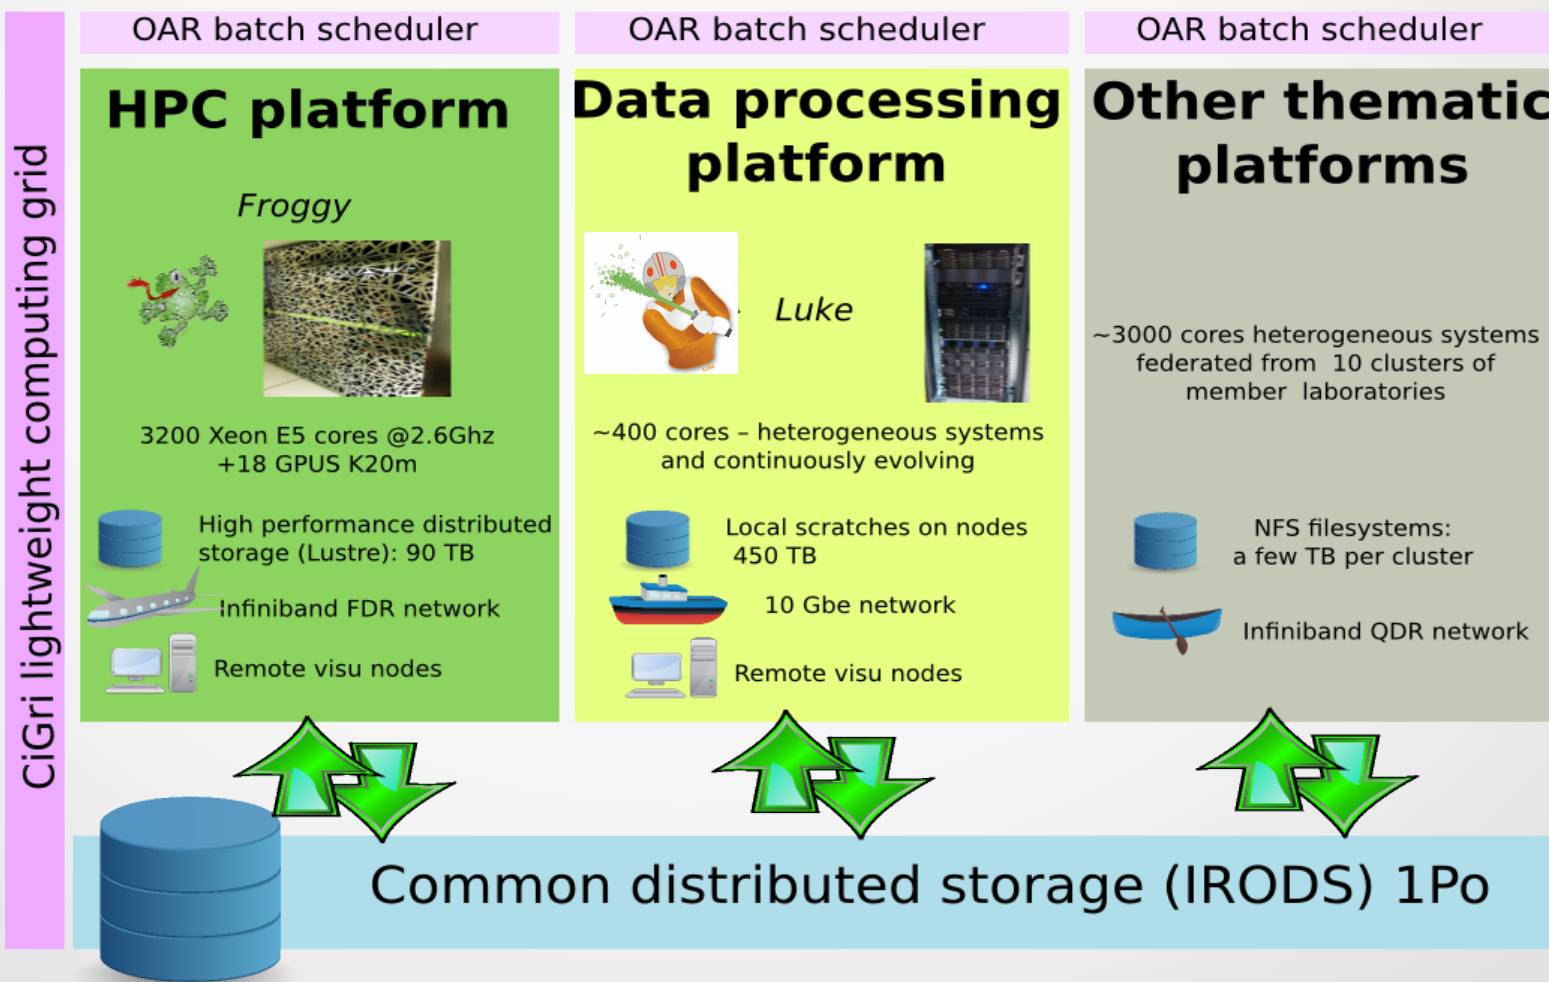 CiGri lightweight computing grid
OAR batch scheduler
HPC platform
Froggy
3200 Xeon E5 cores @2.6Ghz
+18 GPUS K20m
High performance distributed
storage (Lustre): 90 TB
Infiniband FDR network
Remote visu nodes
OAR batch scheduler
Data processing
platform
Luke
~400 cores – heterogeneous systems
and continuously evolving
Local scratches on nodes
450 TB
10 Gbe network
Remote visu nodes
OAR batch scheduler
Other thematic
platforms
~3000 cores heterogeneous systems
federated from 10 clusters of
member laboratories
NFS filesystems:
a few TB per cluster
Infiniband QDR network
Common distributed storage (IRODS) 1Po